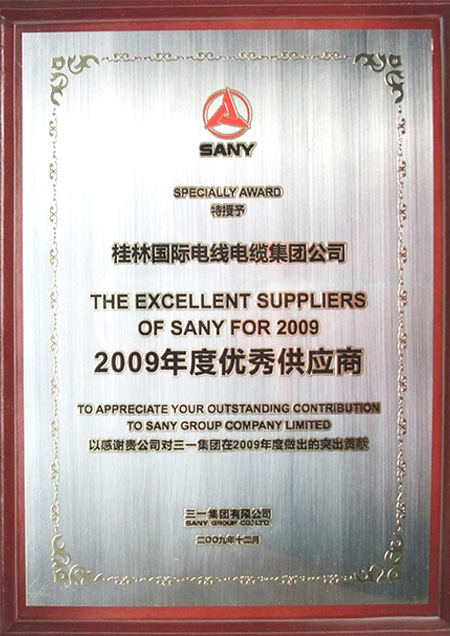 SANY
SPECIALLY AWARD
特授予
桂林国际电线电缆集团公司
THE EXCELLENT SUPPLIERS
OF SANY FOR 2009
2009年度优秀供应商
TO APPRECIATE YOUR OUTSTANDING CONTRIBUTION
TO SANY GROUP COMPANY LIMITED
以感谢贵公司对三一集团在2009年度做出的突出贡献
三一集团有限公司
SANY GROUP CO.,LTD
二00九年十二月